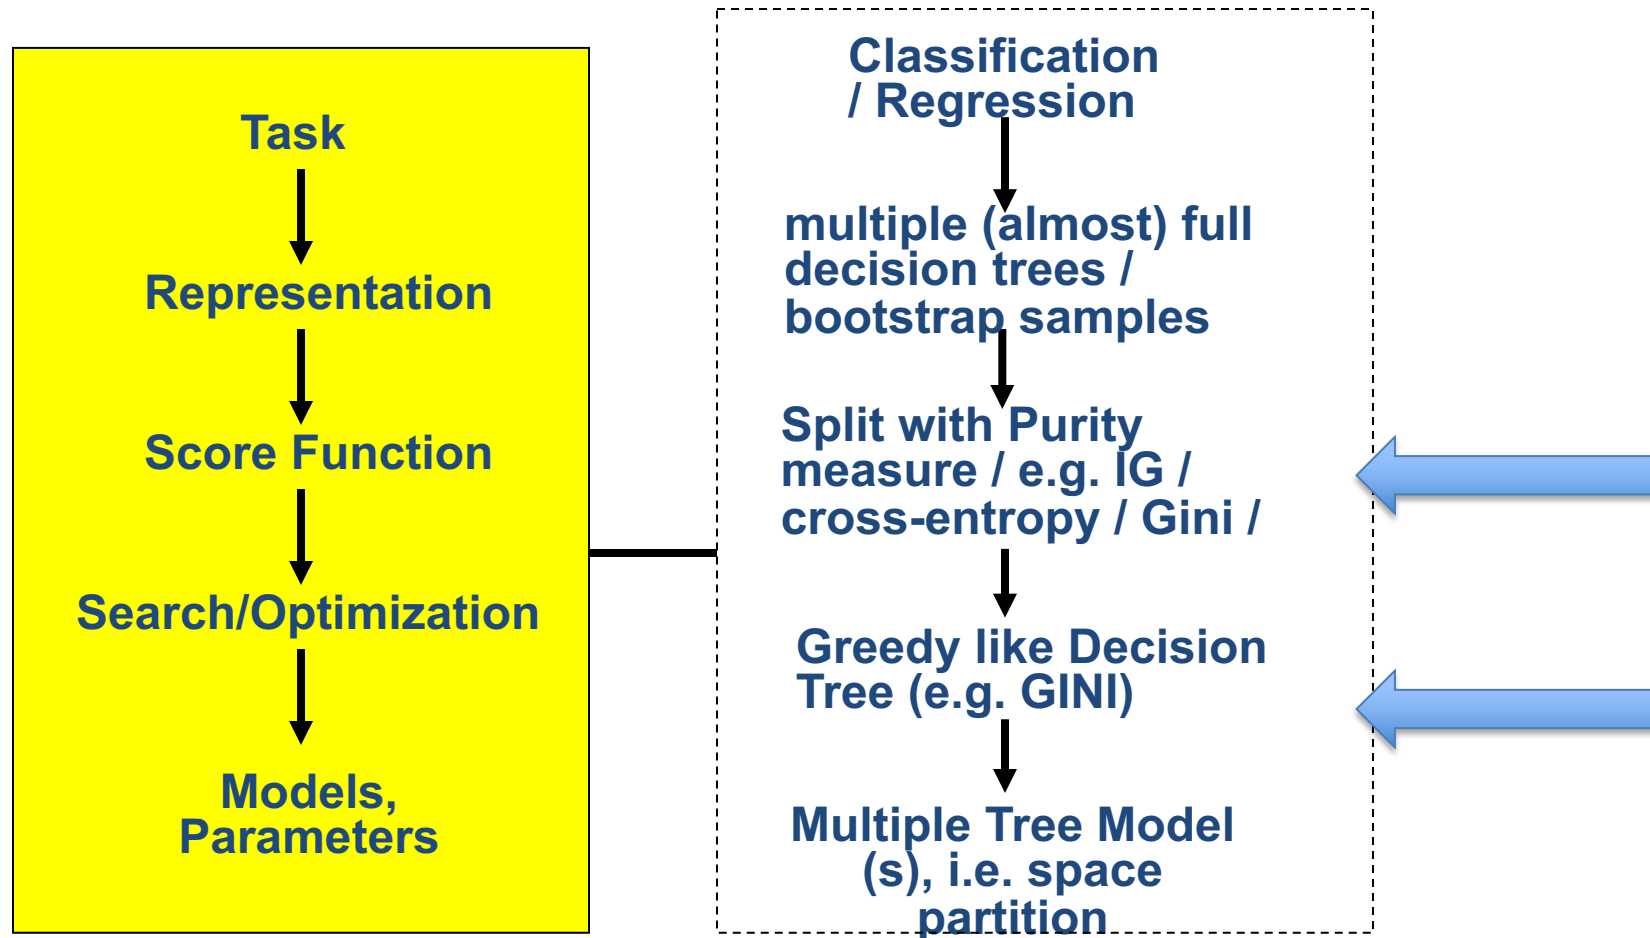 Task
Representation
Score Function
Search/Optimization
Models,
Parameters
Classification
/ Regression
multiple (almost) full
decision trees /
bootstrap samples
Split with Purity
measure / e.g. IG /
cross-entropy / Gini /
Greedy like Decision
Tree (e.g. GINI)
Multiple Tree Model
(s), i.e. space
partition